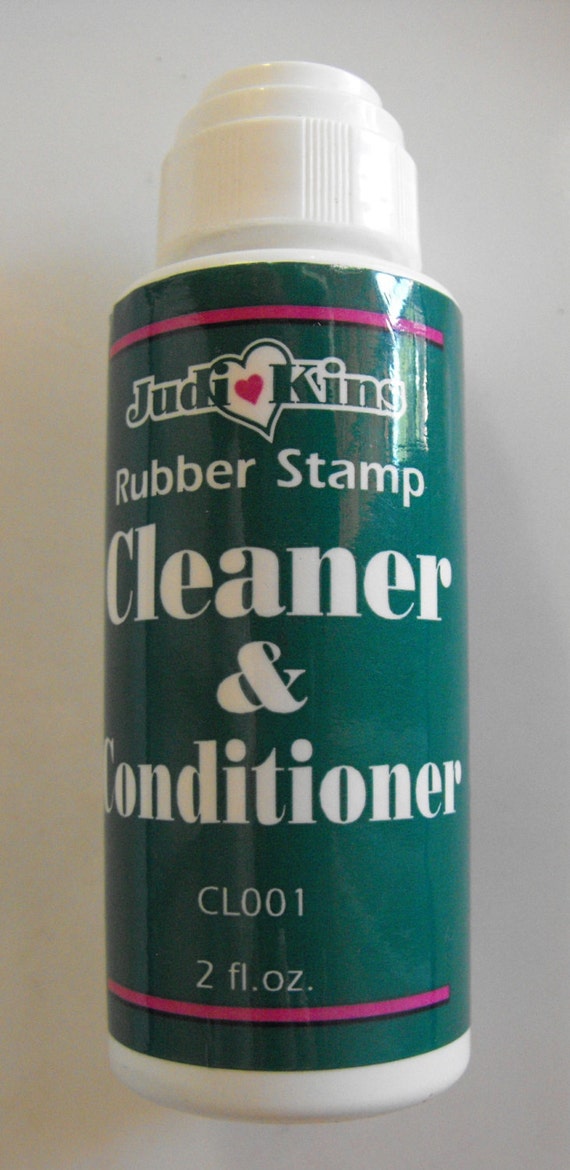 Judi Kins
Rubber Stamp
Cleaner
&
Conditioner
CL001
2 fl.oz.